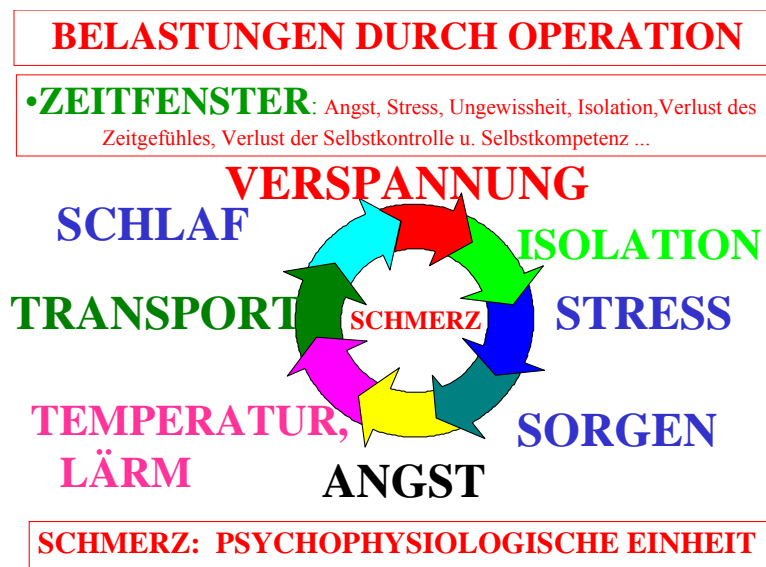 BELASTUNGEN DURCH OPERATION
•ZEITFENSTER: Angst, Stress, Ungewissheit, Isolation,Verlust des
Zeitgefühles, Verlust der Selbstkontrolle u. Selbstkompetenz ...
VERSPANNUNG
SCHLAF
ISOLATION
TRANSPORT
SCHMERZ
STRESS
TEMPERATUR,
LÄRM
SORGEN
ANGST
SCHMERZ: PSYCHOPHYSIOLOGISCHE EINHEIT